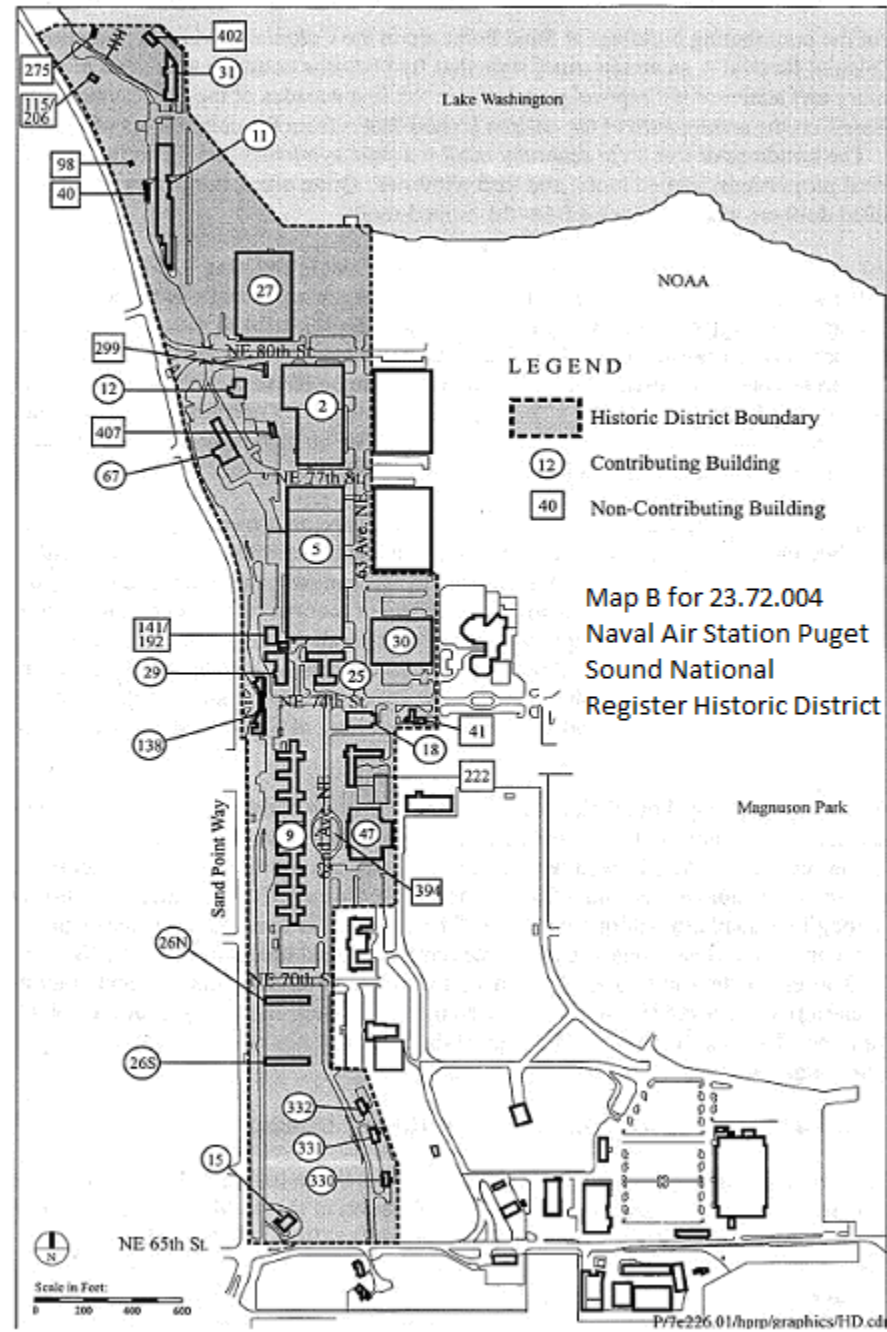 402
275
31
115/
206
Lake Washington
11
98
40
NOAA
27
299
NE 80th St.
LEGEND
12
2
Historic District Boundary
407
12
Contributing Building
67
NE 77th St.
40
Non-Contributing Building
63 Ave. NE
5
Map B for 23.72.004
Naval Air Station Puget
Sound National
Register Historic District
141/
192
30
29
25
NE 74th St.
138
18
41
222
Magnuson Park
Sand Point Way
9
47
394
26N
NE 70th St.
26S
332
331
15
330
NE 65th St.
N
Scale in Feet:
0 200 400 600
P/7e226.01/hprp/graphics/HD.cdr